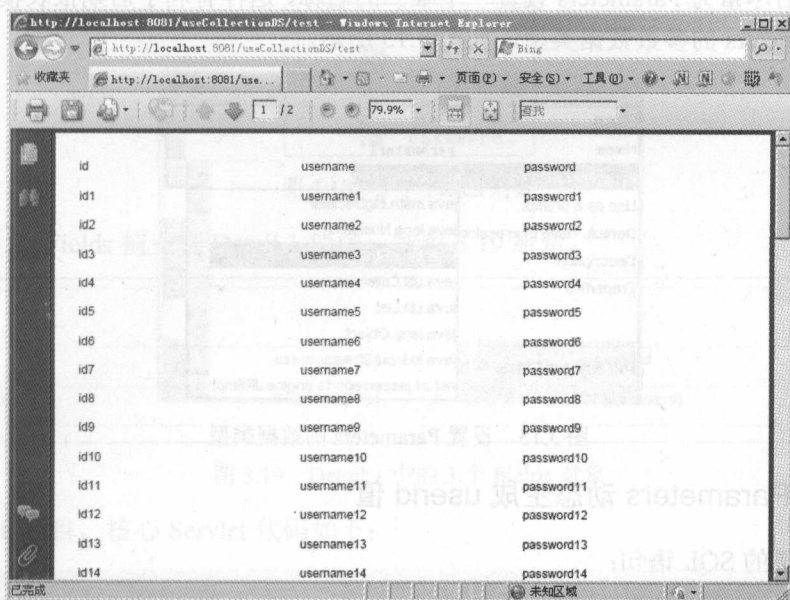 http://localhost:8081/useCollectionDS/test - Windows Internet Explorer
http://localhost:8081/useCollectionDS/test
Bing
收藏夹
http://localhost:8081/use...
页面(P)
安全(S)
工具(O)
1 /2
79.9%
查找
id username password
id1 username1 password1
id2 username2 password2
id3 username3 password3
id4 username4 password4
id5 username5 password5
id6 username6 password6
id7 username7 password7
id8 username8 password8
id9 username9 password9
id10 username10 password10
id11 username11 password11
id12 username12 password12
id13 username13 password13
id14 username14 password14
已完成
未知区域